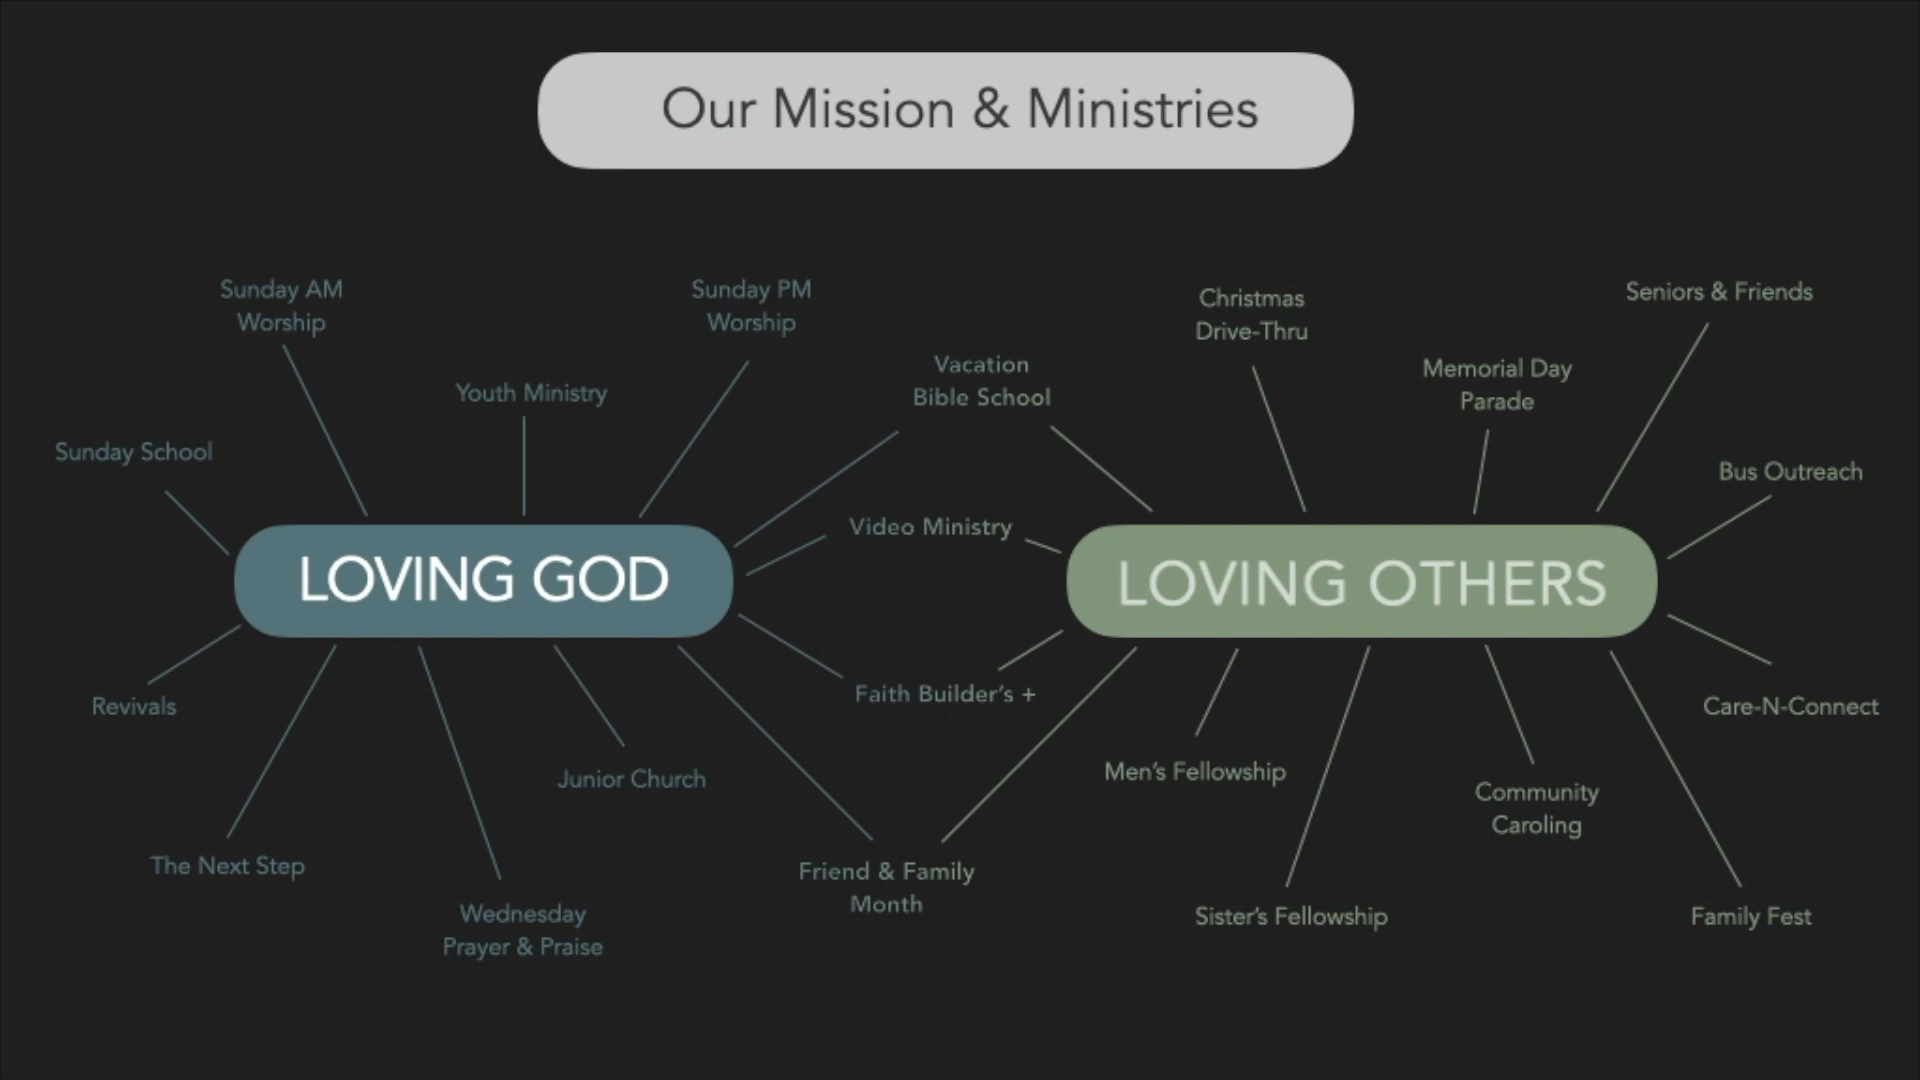 Our Mission & Ministries
Sunday AM
Worship
Sunday PM
Worship
Youth Ministry
Sunday School
Vacation
Bible School
Video Ministry
Christmas
Drive-Thru
Memorial Day
Parade
Seniors & Friends
Bus Outreach
LOVING GOD
LOVING OTHERS
Revivals
The Next Step
Wednesday
Prayer & Praise
Junior Church
Faith Builder's +
Friend & Family
Month
Men's Fellowship
Sister's Fellowship
Community
Caroling
Care-N-Connect
Family Fest